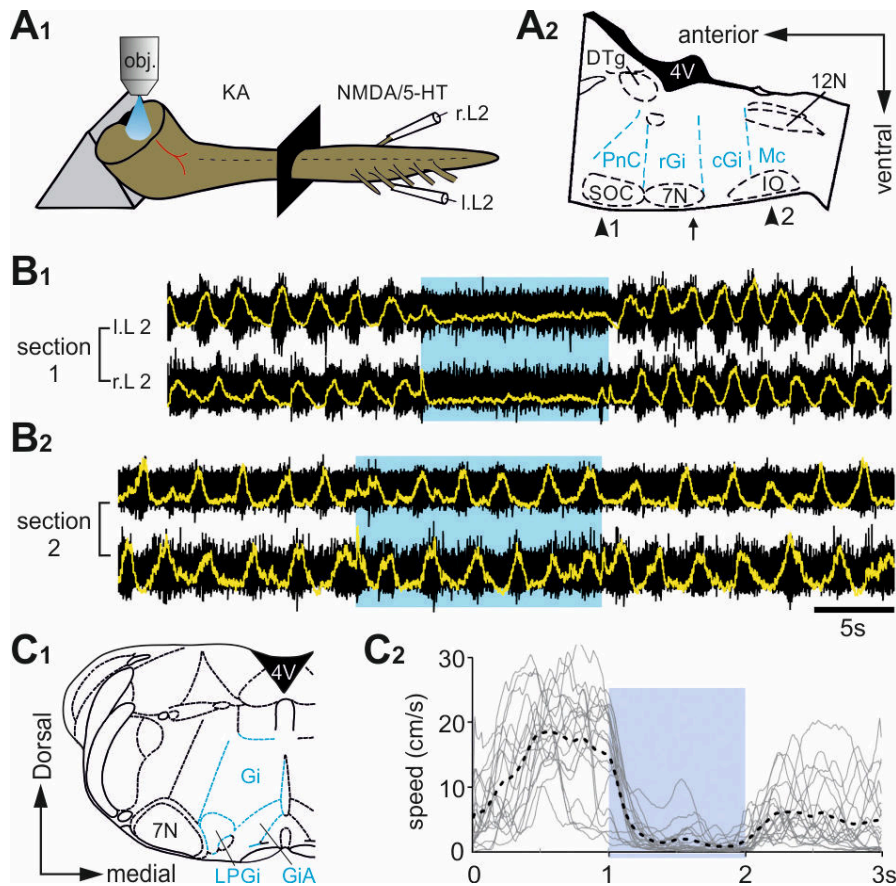 A1
obj.
KA
NMDA/5-HT
r.L2
l.L2
A2
anterior
DTg
4V
12N
ventral
PnC
rGi
cGi
Mc
SOC
7N
IO
1
2
B1
section
1
l.L 2
r.L 2
B2
section
2
5s
C1
4V
Dorsal
Gi
7N
medial
LPGi
GiA
C2
speed (cm/s)
30
20
10
0
0
1
2
3s